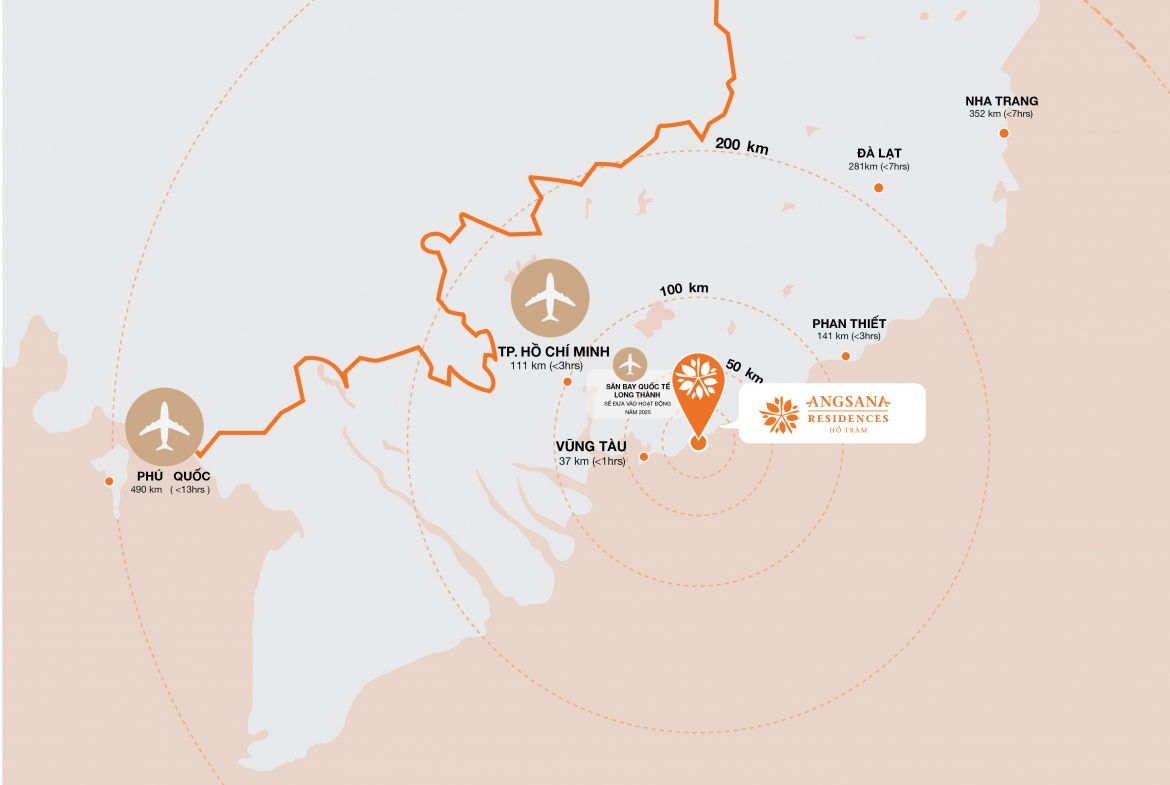 NHA TRANG
352 km (<7hrs)
200 km
ĐÀ LẠT
281km (<7hrs)
100 km
PHAN THIẾT
141 km (<3hrs)
TP. HỒ CHÍ MINH
111 km (<3hrs)
50 km
SÂN BAY QUỐC TẾ
LONG THÀNH
SẼ ĐƯA VÀO HOẠT ĐỘNG
NĂM 2025
ANGSANA
RESIDENCES
HỒ TRÀM
VŨNG TÀU
37 km (<1hrs)
PHÚ QUỐC
490 km ( <13hrs )